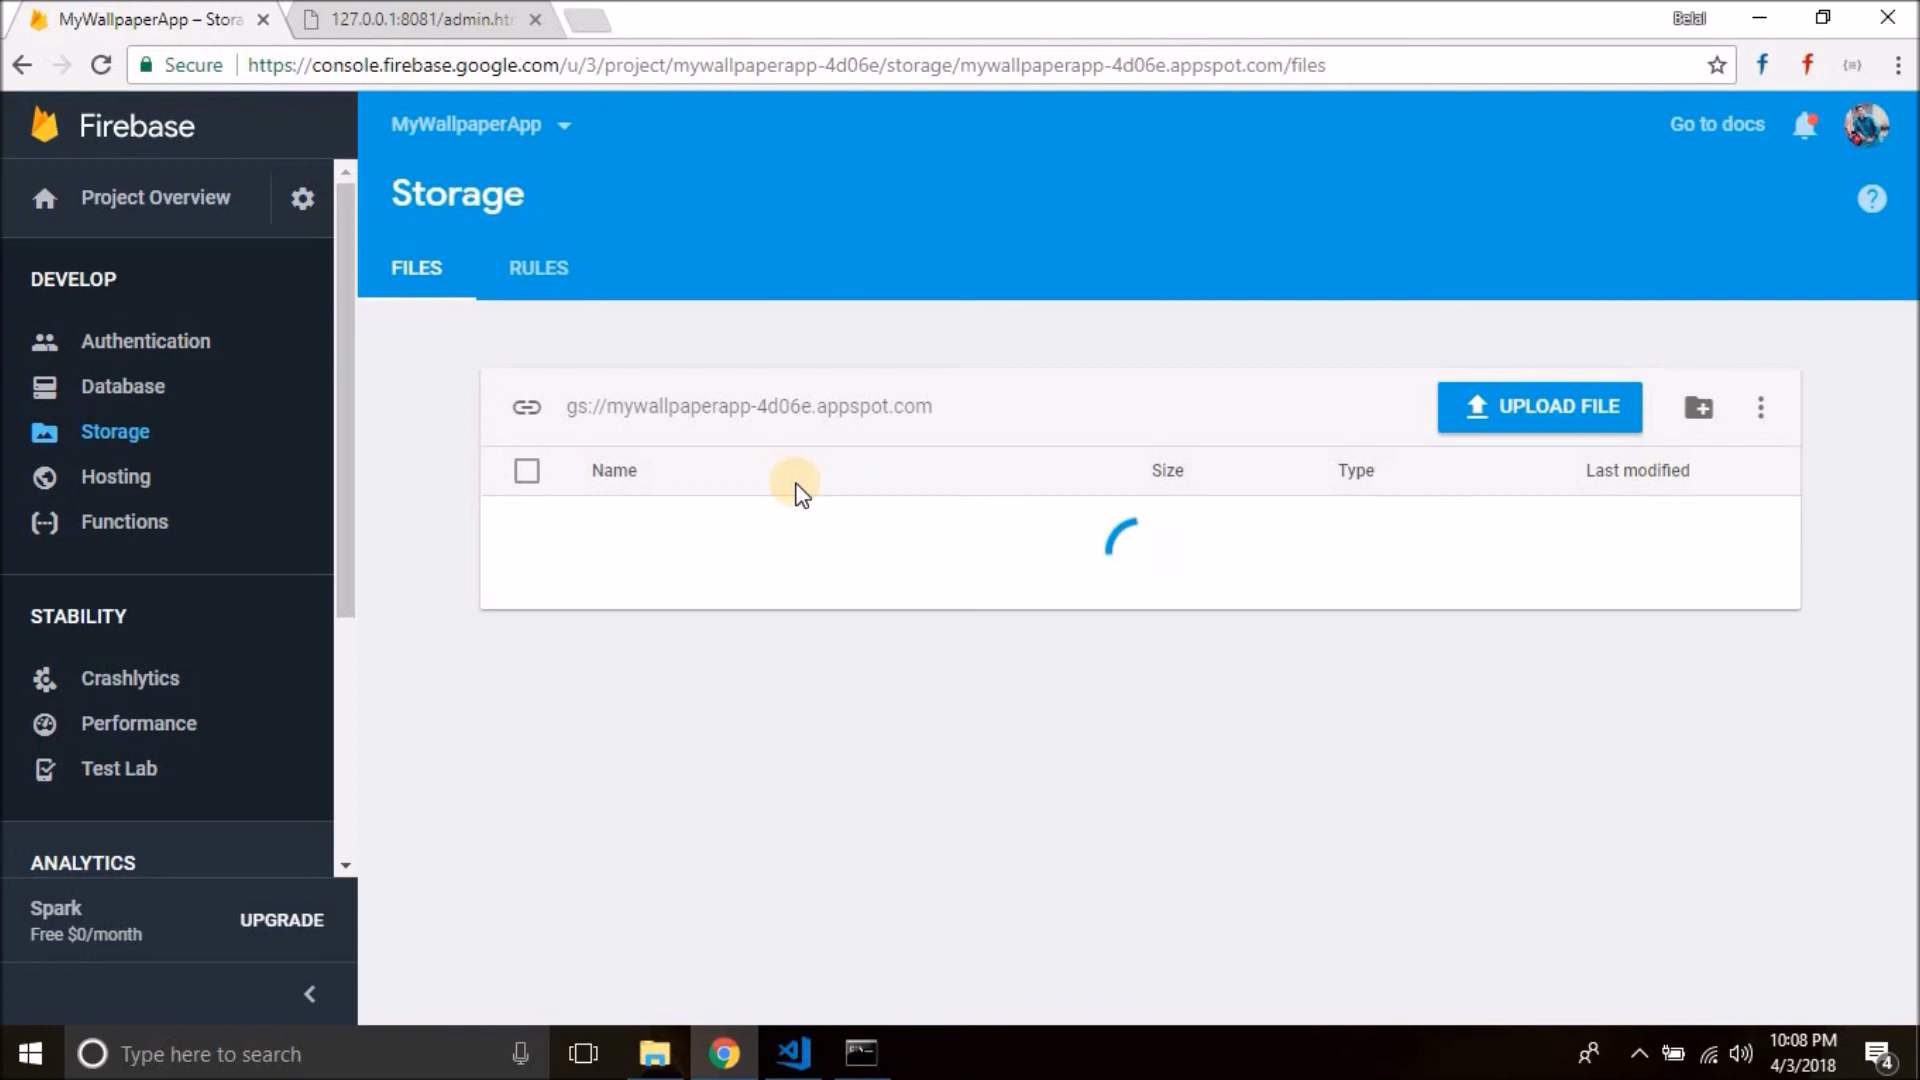 MyWallpaperApp – Stora
127.0.0.1:8081/admin.ht
Belal
Secure
https://console.firebase.google.com/u/3/project/mywallpaperapp-4d06e/storage/mywallpaperapp-4d06e.appspot.com/files
Firebase
MyWallpaperApp
Go to docs
Project Overview
Storage
?
FILES
RULES
DEVELOP
Authentication
Database
Storage
Hosting
Functions
gs://mywallpaperapp-4d06e.appspot.com
UPLOAD FILE
Name
Size
Type
Last modified
STABILITY
Crashlytics
Performance
Test Lab
ANALYTICS
Spark
Free $0/month
UPGRADE
Type here to search
10:08 PM
4/3/2018
4